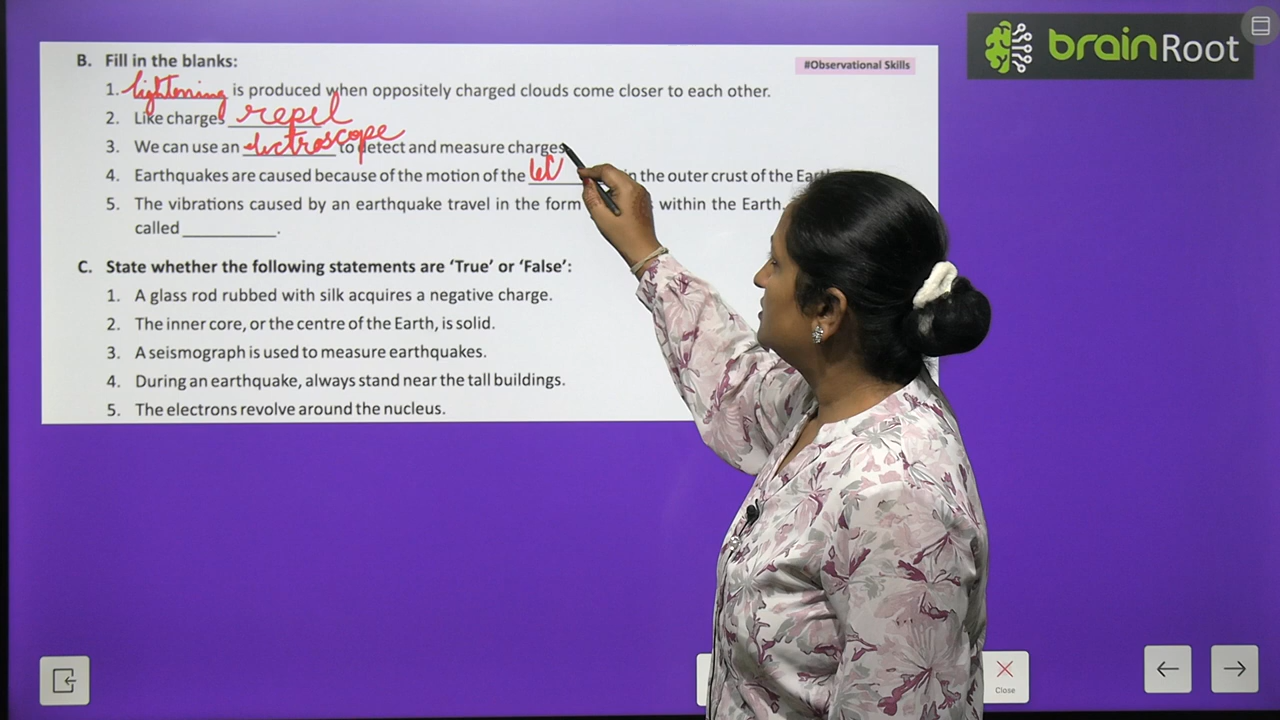 brainRoot
B. Fill in the blanks:
#Observational Skills
1. lightening is produced when oppositely charged clouds come closer to each other.
2. Like charges repel
3. We can use an electroscope to detect and measure charges
4. Earthquakes are caused because of the motion of the in the outer crust of the
5. The vibrations caused by an earthquake travel in the form within the Earth.
called __________.
C. State whether the following statements are ‘True’ or ‘False’:
1. A glass rod rubbed with silk acquires a negative charge.
2. The inner core, or the centre of the Earth, is solid.
3. A seismograph is used to measure earthquakes.
4. During an earthquake, always stand near the tall buildings.
5. The electrons revolve around the nucleus.
Close